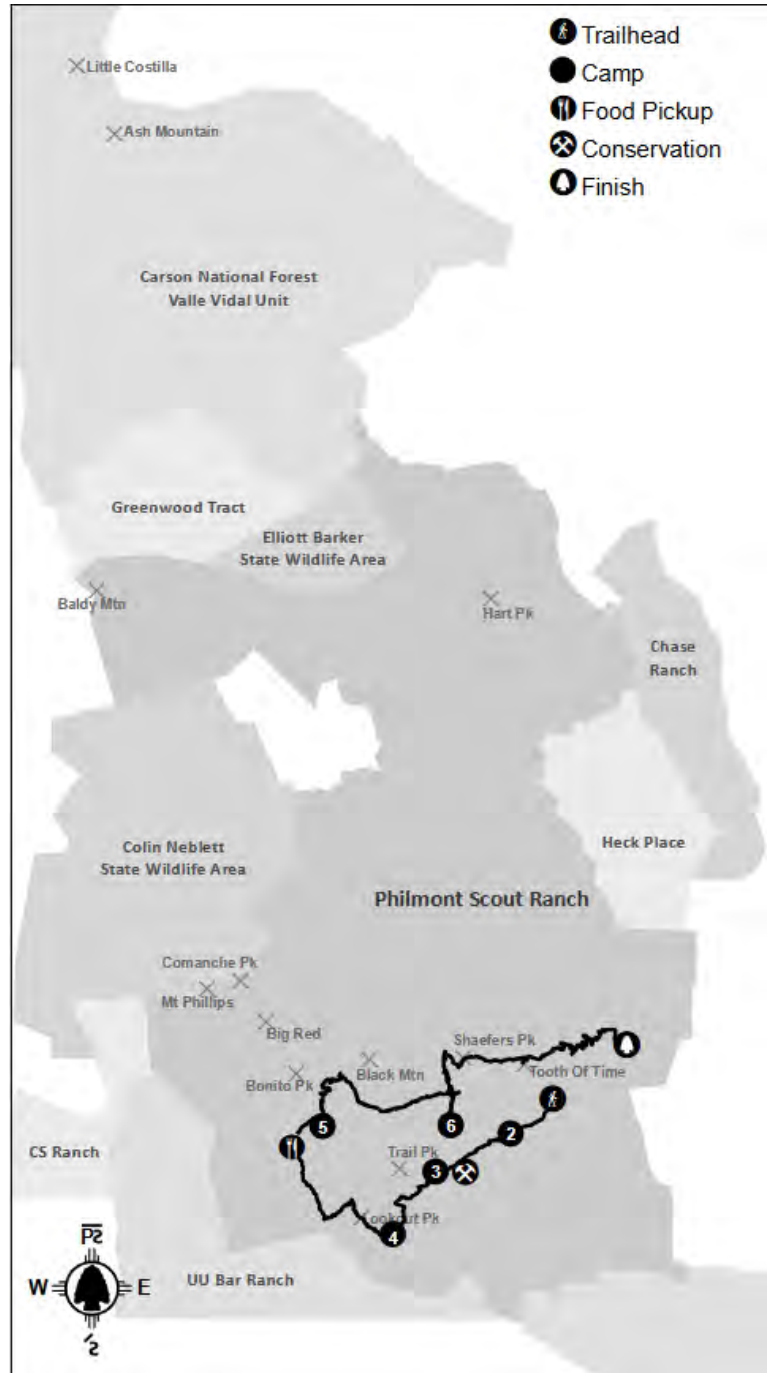 Trailhead
Camp
Food Pickup
Conservation
Finish
Little Costilla
Ash Mountain
Carson National Forest
Valle Vidal Unit
Greenwood Tract
Elliott Barker
State Wildlife Area
Baldy Mtn
Hart Pk
Chase
Ranch
Heck Place
Colin Neblett
State Wildlife Area
Philmont Scout Ranch
Comanche Pk
Mt Phillips
Big Red
Shaefers Pk
Black Mtn
Tooth Of Time
Bonito Pk
5
6
2
CS Ranch
Trail Pk
3
Lookout Pk
4
W
E
UU Bar Ranch